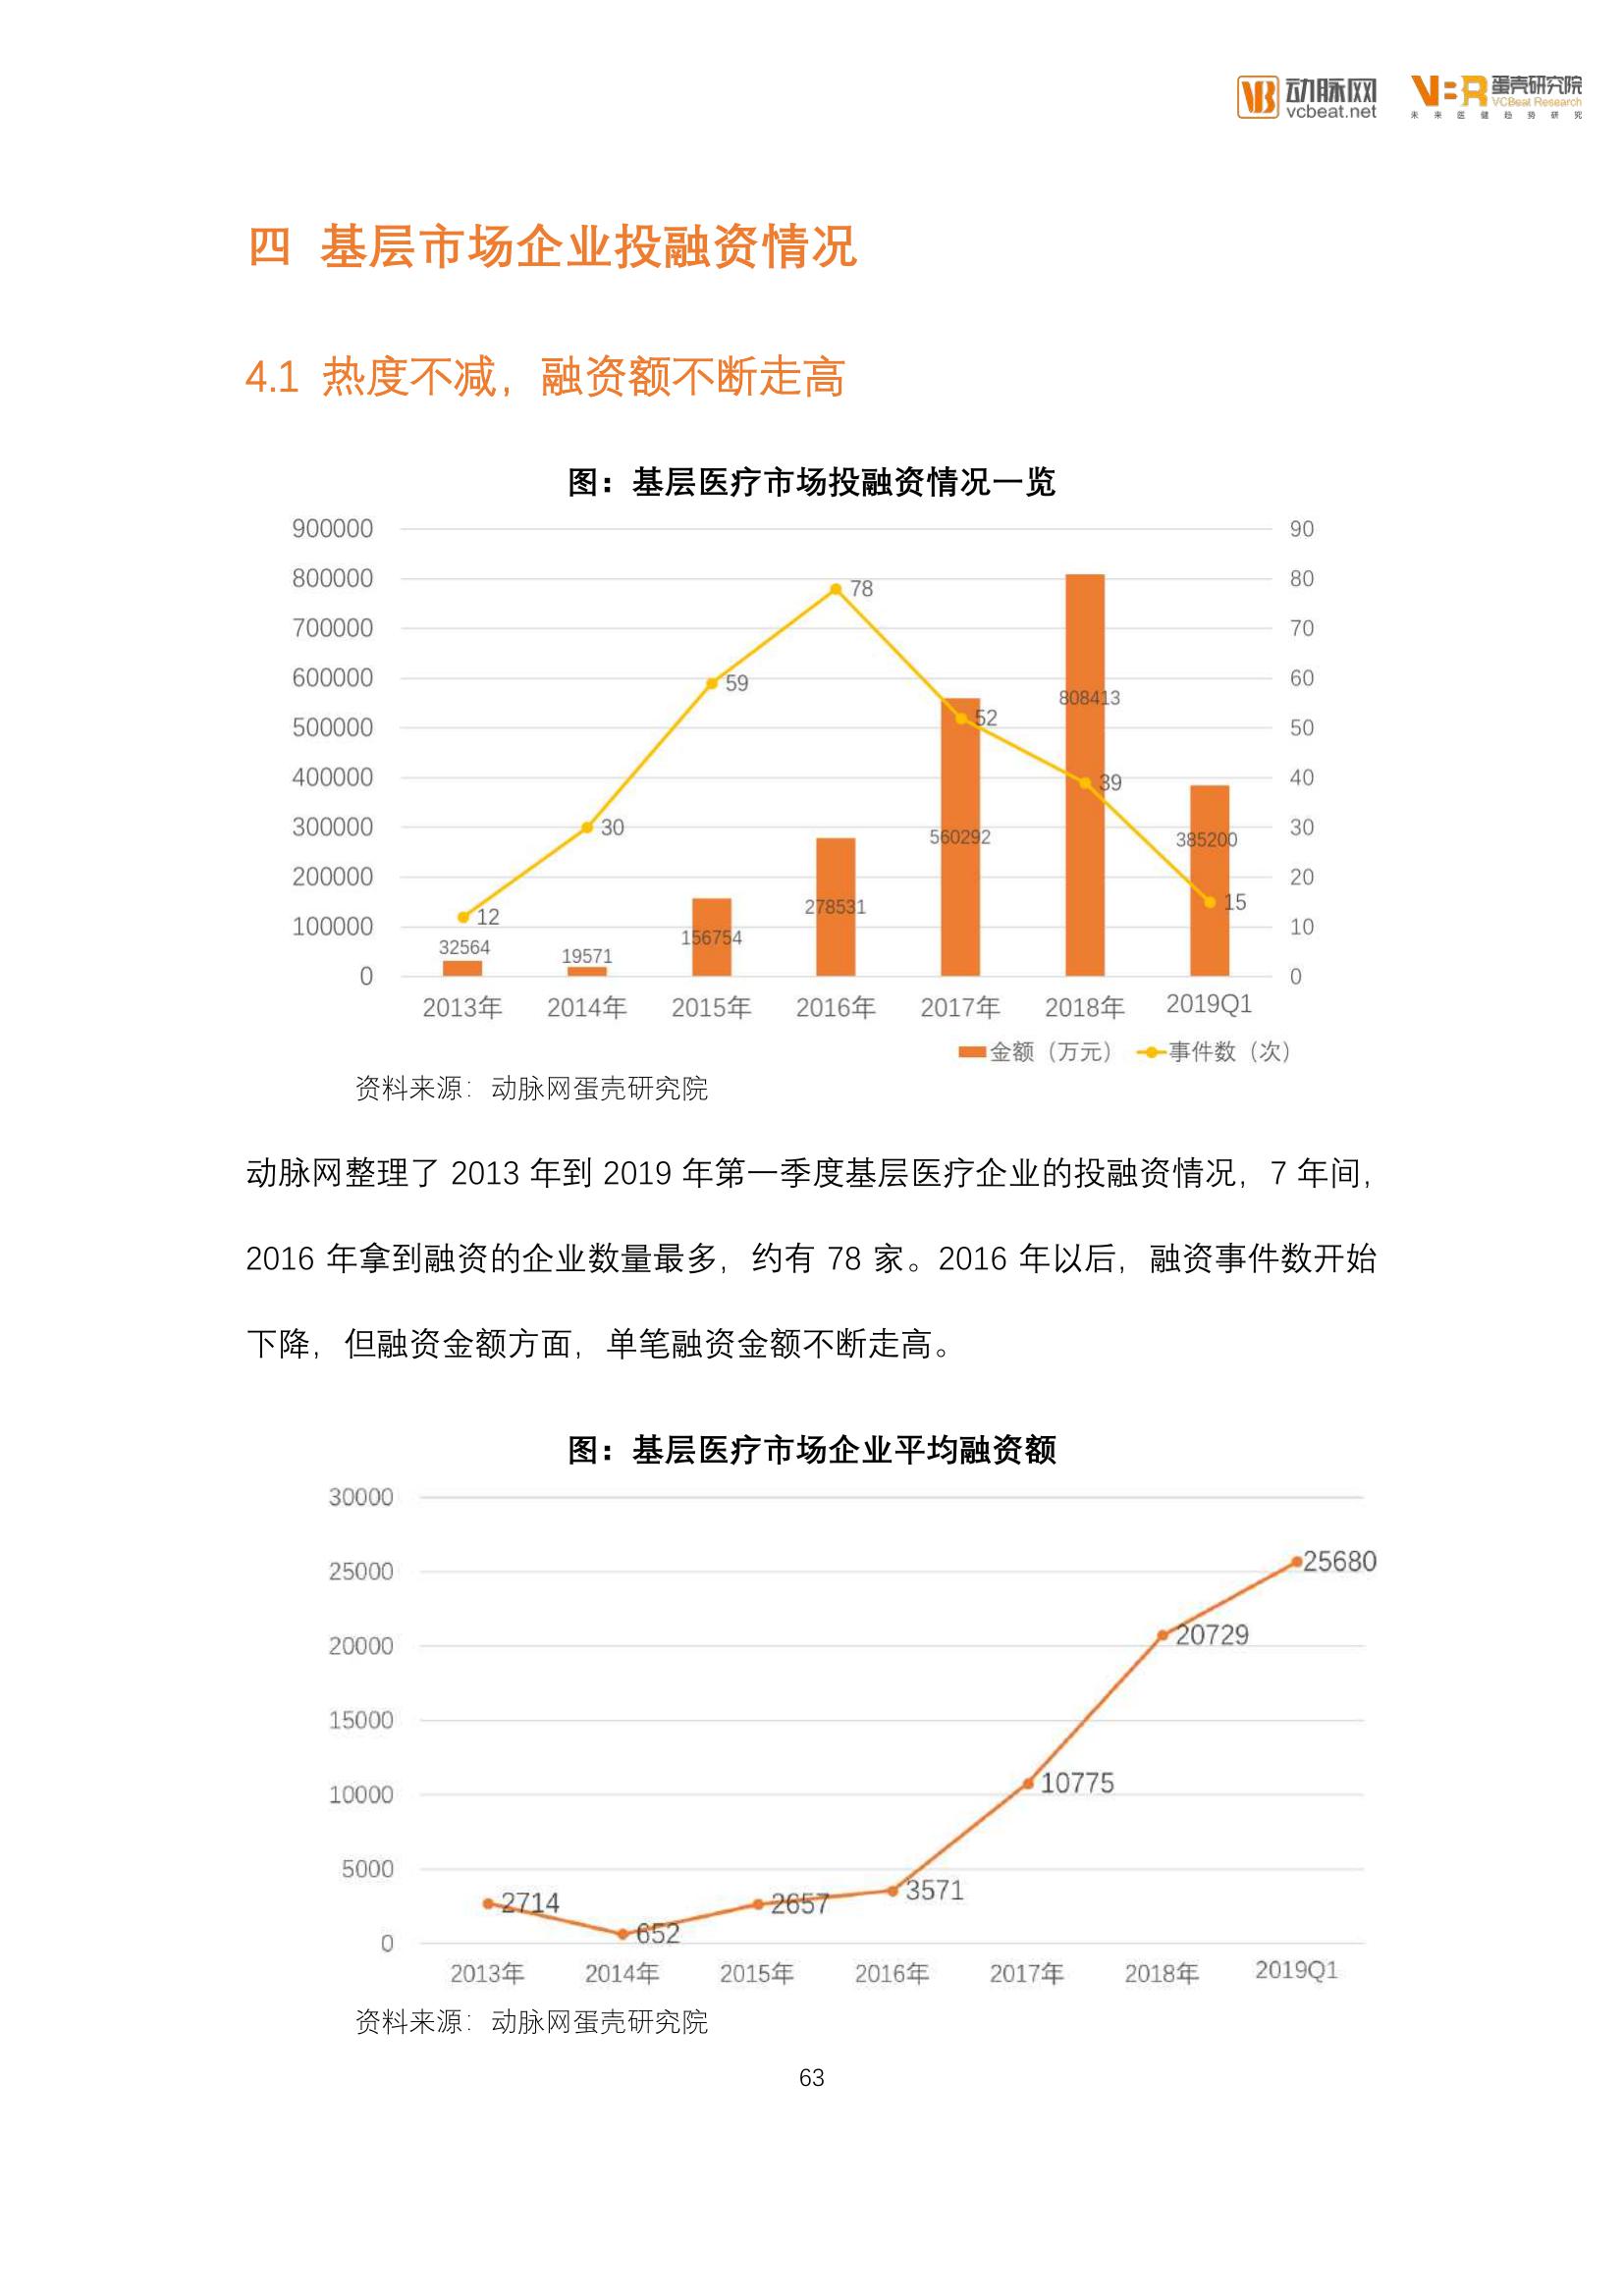 动脉网
vcbeat.net
VBR 蛋壳研究院
VCBeat Research
未来医健趋势研究
四 基层市场企业投融资情况
4.1 热度不减，融资额不断走高
图：基层医疗市场投融资情况一览
900000 90
800000 80
700000 70
600000 60
500000 50
400000 40
300000 30
200000 20
100000 10
0 0
12 30 59 78 52 39 15
32564 19571 156754 278531 560292 808413 385200
2013年 2014年 2015年 2016年 2017年 2018年 2019Q1
金额（万元） 事件数（次）
资料来源：动脉网蛋壳研究院
动脉网整理了 2013 年到 2019 年第一季度基层医疗企业的投融资情况，7 年间，
2016 年拿到融资的企业数量最多，约有 78 家。2016 年以后，融资事件数开始
下降，但融资金额方面，单笔融资金额不断走高。
图：基层医疗市场企业平均融资额
30000
25000
20000
15000
10000
5000
0
2714 652 2657 3571 10775 20729 25680
2013年 2014年 2015年 2016年 2017年 2018年 2019Q1
资料来源：动脉网蛋壳研究院
63